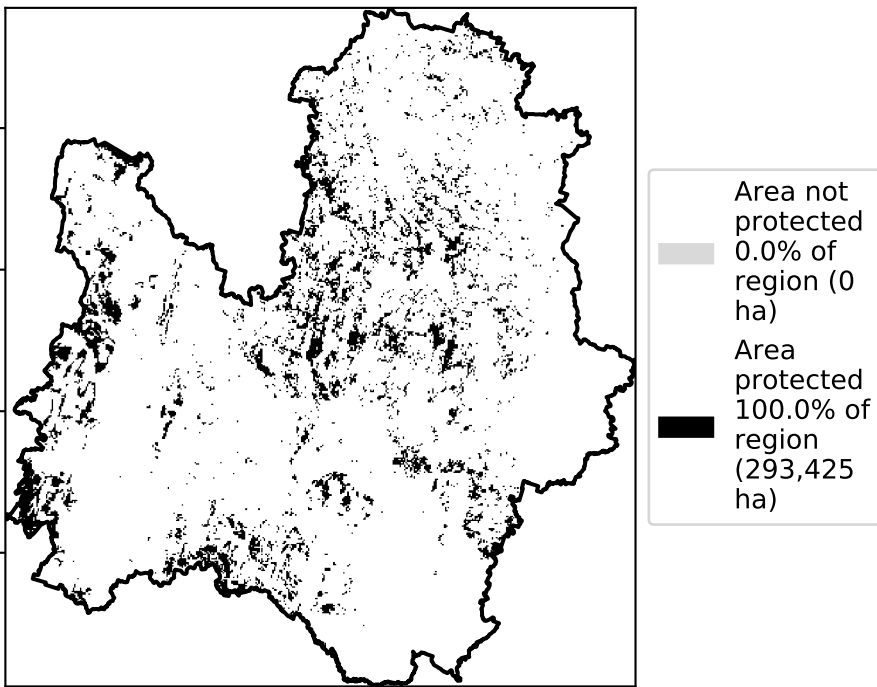 Area not
protected
0.0% of
region (0
ha)
Area
protected
100.0% of
region
(293,425
ha)